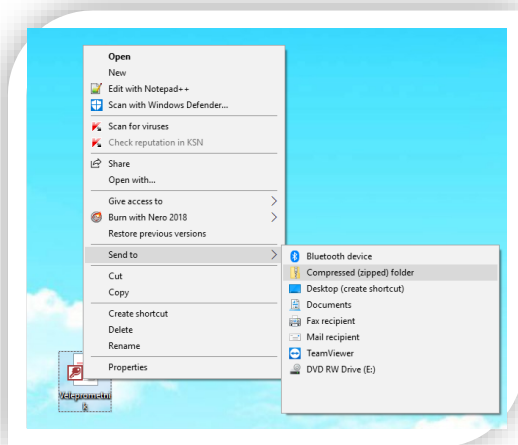 Open
New
Edit with Notepad++
Scan with Windows Defender...
Scan for viruses
Check reputation in KSN
Share
Open with...
Give access to
Burn with Nero 2018
Restore previous versions
Send to
Cut
Copy
Create shortcut
Delete
Rename
Properties
Bluetooth device
Compressed (zipped) folder
Desktop (create shortcut)
Documents
Fax recipient
Mail recipient
TeamViewer
DVD RW Drive (E:)
Veleprometni
k